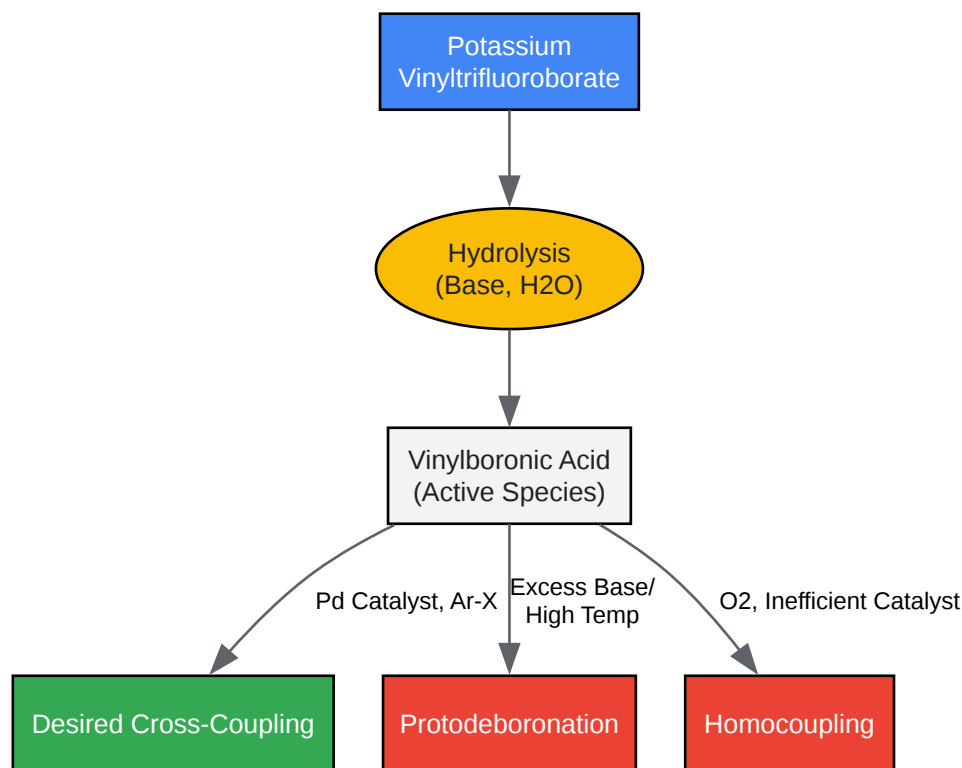 Potassium
Vinyltrifluoroborate
Hydrolysis
(Base, H2O)
Vinylboronic Acid
(Active Species)
Pd Catalyst, Ar-X
Excess Base/
High Temp
O2, Inefficient Catalyst
Desired Cross-Coupling
Protodeboronation
Homocoupling